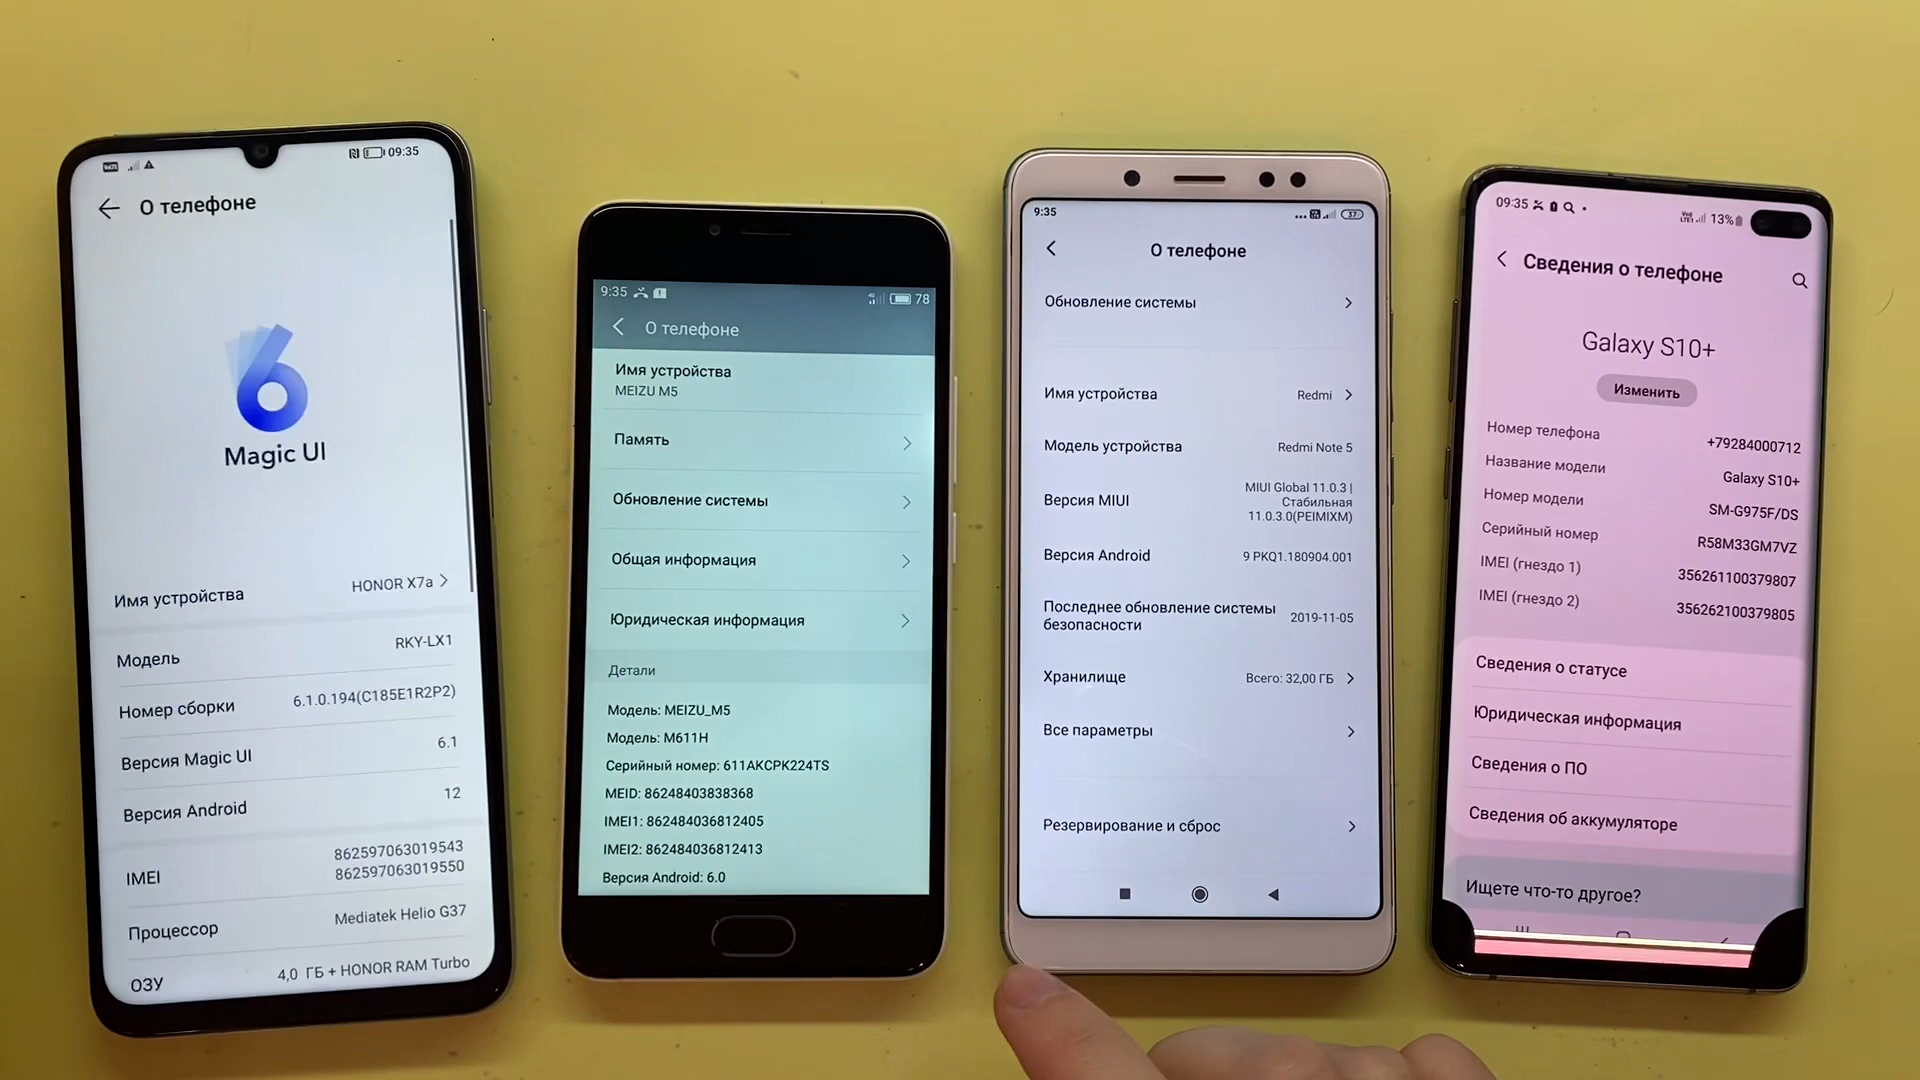 09:35
О телефоне
6
Magic UI
Имя устройства HONOR X7a
Модель RKY-LX1
Номер сборки 6.1.0.194(C185E1R2P2)
Версия Magic UI 6.1
Версия Android 12
IMEI 862597063019543
862597063019550
Процессор Mediatek Helio G37
ОЗУ 4,0 ГБ + HONOR RAM Turbo
9:35 78
О телефоне
Имя устройства
MEIZU M5
Память
Обновление системы
Общая информация
Юридическая информация
Детали
Модель: MEIZU_M5
Модель: M611H
Серийный номер: 611AKCPK224TS
MEID: 86248403838368
IMEI1: 862484036812405
IMEI2: 862484036812413
Версия Android: 6.0
9:35 37
О телефоне
Обновление системы
Имя устройства Redmi
Модель устройства Redmi Note 5
Версия MIUI MIUI Global 11.0.3 |
Стабильная
11.0.3.0(PEIMIXM)
Версия Android 9 PKQ1.180904.001
Последнее обновление системы
безопасности 2019-11-05
Хранилище Всего: 32,00 ГБ
Все параметры
Резервирование и сброс
09:35 13%
Сведения о телефоне
Galaxy S10+
Изменить
Номер телефона +79284000712
Название модели Galaxy S10+
Номер модели SM-G975F/DS
Серийный номер R58M33GM7VZ
IMEI (гнездо 1) 356261100379807
IMEI (гнездо 2) 356262100379805
Сведения о статусе
Юридическая информация
Сведения о ПО
Сведения об аккумуляторе
Ищете что-то другое?